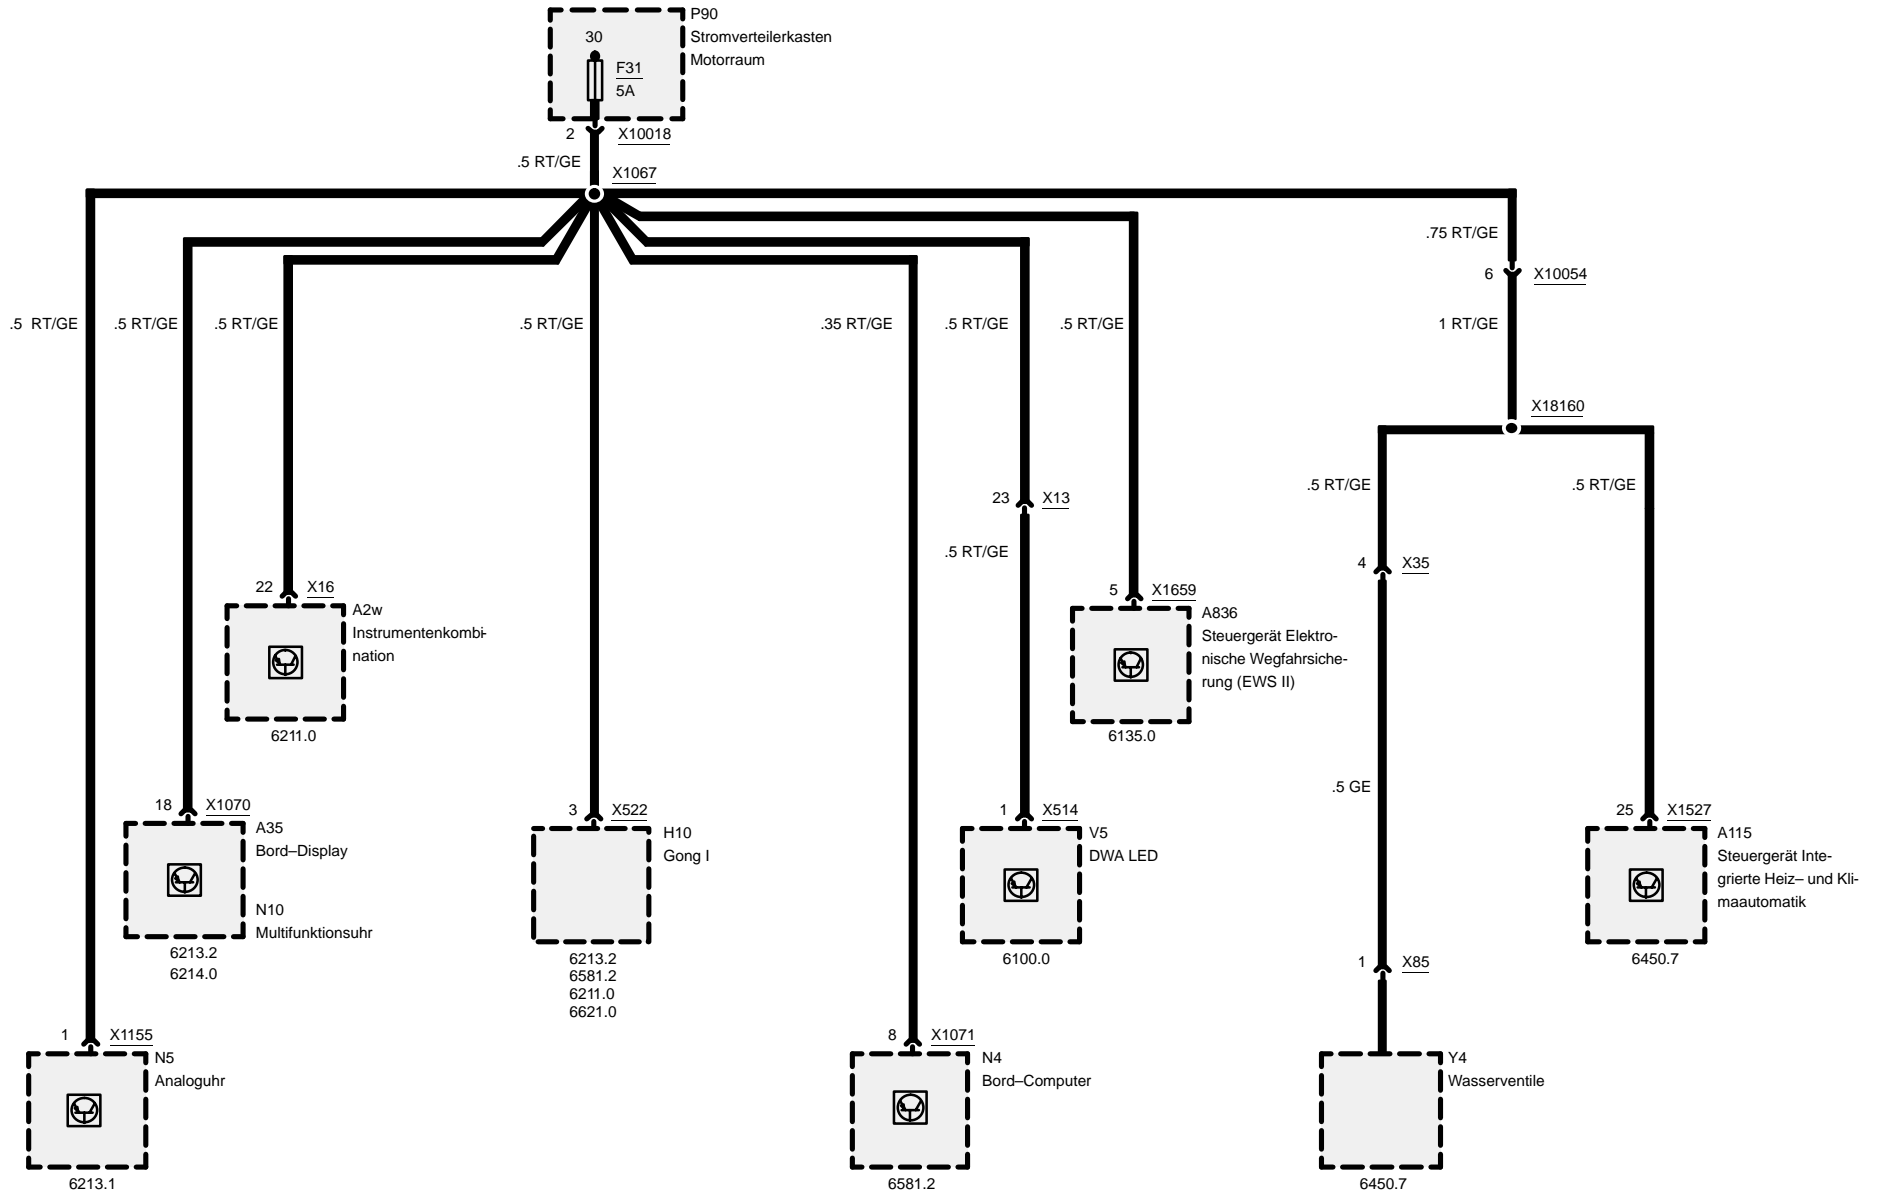 P90
30
Stromverteilerkasten
Motorraum
F31
5A
2
X10018
.5 RT/GE
X1067
.75 RT/GE
6
X10054
.5  RT/GE
.5 RT/GE
.5 RT/GE
.5 RT/GE
.35 RT/GE
.5 RT/GE
.5 RT/GE
1 RT/GE
X18160
.5 RT/GE
.5 RT/GE
23
X13
.5 RT/GE
4
X35
22
X16
A2w
Instrumentenkombi-
nation
6211.0
5
X1659
A836
Steuergerät Elektro-
nische Wegfahrsiche-
rung (EWS II)
6135.0
.5 GE
18
X1070
A35
Bord–Display
N10
Multifunktionsuhr
6213.2
6214.0
3
X522
H10
Gong I
6213.2
6581.2
6211.0
6621.0
1
X514
V5
DWA LED
6100.0
25
X1527
A115
Steuergerät Inte-
grierte Heiz– und Kli-
maautomatik
6450.7
1
X85
1
X1155
N5
Analoguhr
6213.1
8
X1071
N4
Bord–Computer
6581.2
Y4
Wasserventile
6450.7